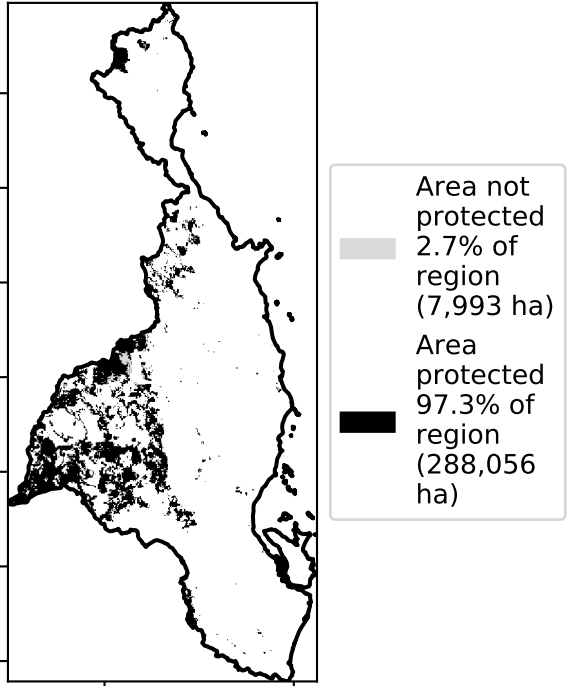 Area not
protected
2.7% of
region
(7,993 ha)
Area
protected
97.3% of
region
(288,056
ha)